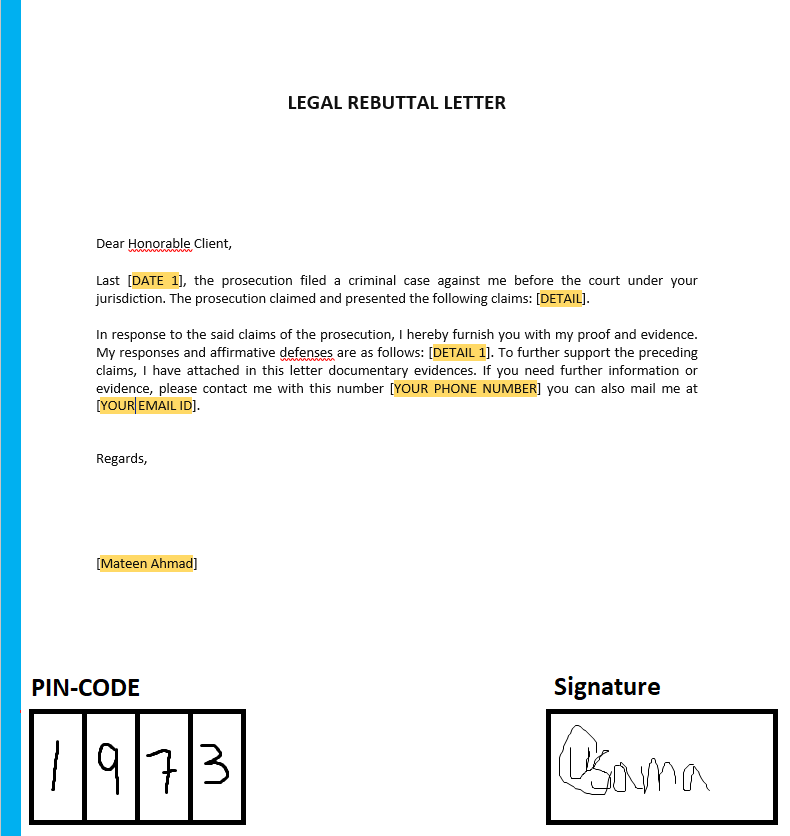 LEGAL REBUTTAL LETTER
Dear Honorable Client,
Last [DATE 1], the prosecution filed a criminal case against me before the court under your
jurisdiction. The prosecution claimed and presented the following claims: [DETAIL].
In response to the said claims of the prosecution, I hereby furnish you with my proof and evidence.
My responses and affirmative defenses are as follows: [DETAIL 1]. To further support the preceding
claims, I have attached in this letter documentary evidences. If you need further information or
evidence, please contact me with this number [YOUR PHONE NUMBER] you can also mail me at
[YOUR EMAIL ID].
Regards,
[Mateen Ahmad]
PIN-CODE
Signature
1973
Usama